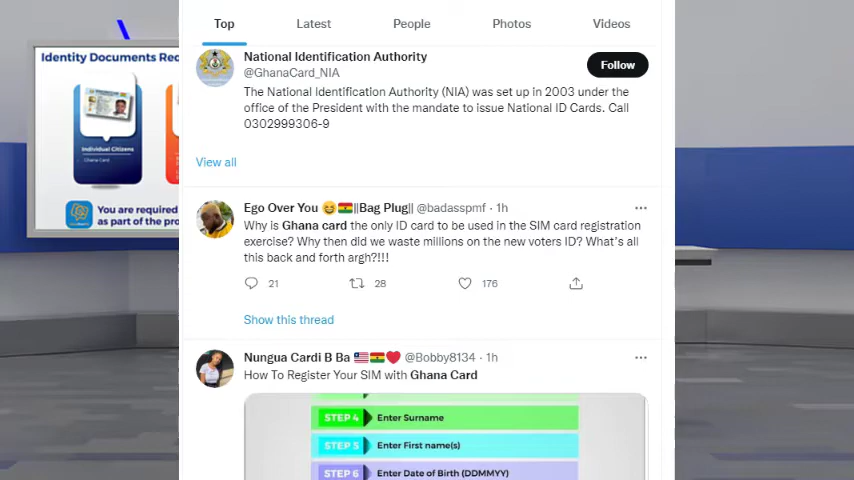 Top
Latest
People
Photos
Videos
Identity Documents Rec
Individual Citizens
Ghana Card
You are required
as part of the pro
National Identification Authority
@GhanaCard_NIA
Follow
The National Identification Authority (NIA) was set up in 2003 under the
office of the President with the mandate to issue National ID Cards. Call
0302999306-9
View all
Ego Over You 😆🇬🇭||Bag Plug|| @badasspmf · 1h
Why is Ghana card the only ID card to be used in the SIM card registration
exercise? Why then did we waste millions on the new voters ID? What's all
this back and forth argh?!!!
21
28
176
Show this thread
Nungua Cardi B Ba 🇱🇷🇬🇭❤️ @Bobby8134 · 1h
How To Register Your SIM with Ghana Card
STEP 4 Enter Surname
STEP 5 Enter First name(s)
STEP 6 Enter Date of Birth (DDMMYY)